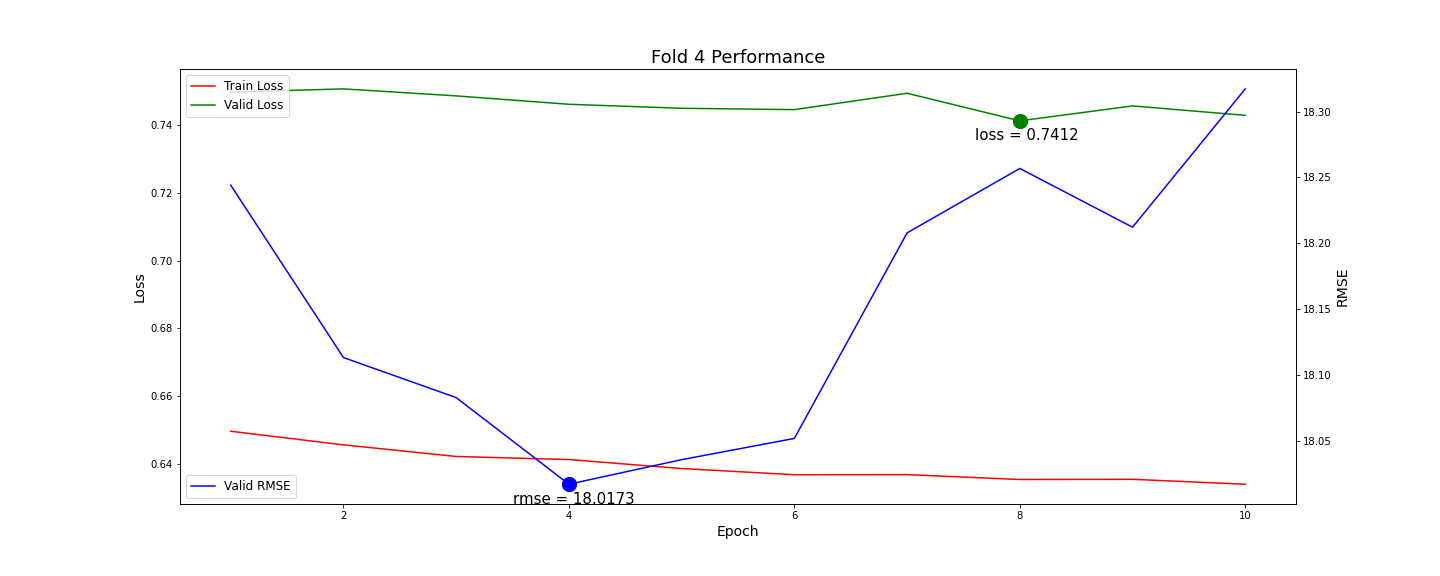 Fold 4 Performance
Train Loss
Valid Loss
0.74
0.72
0.70
0.68
0.66
0.64
Loss
loss = 0.7412
18.30
18.25
18.20
18.15
18.10
18.05
RMSE
Valid RMSE
rmse = 18.0173
2
4
6
8
10
Epoch